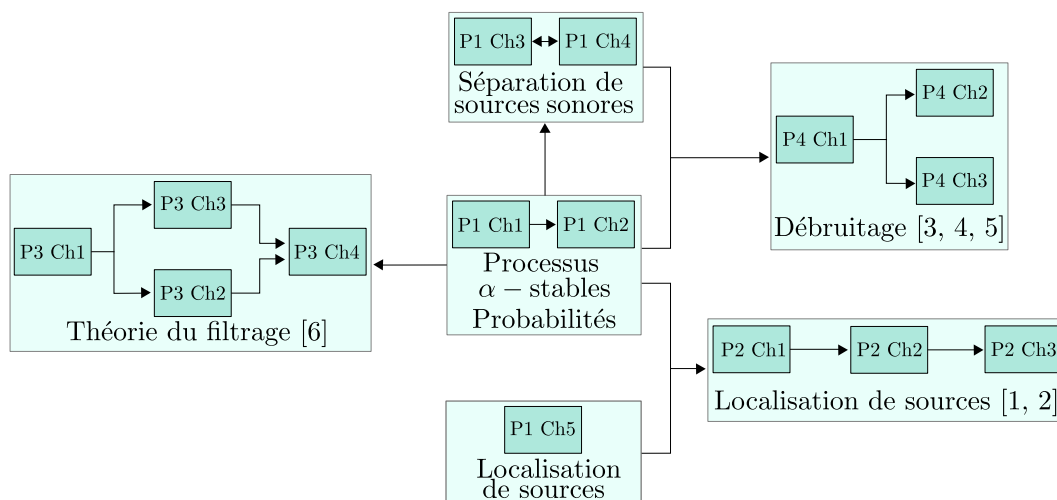 P1 Ch3
P1 Ch4
Séparation de
sources sonores
P4 Ch1
P4 Ch2
P4 Ch3
Débruitage [3, 4, 5]
P3 Ch1
P3 Ch3
P3 Ch2
P3 Ch4
Théorie du filtrage [6]
P1 Ch1
P1 Ch2
Processus
α − stables
Probabilités
P2 Ch1
P2 Ch2
P2 Ch3
Localisation de sources [1, 2]
P1 Ch5
Localisation
de sources